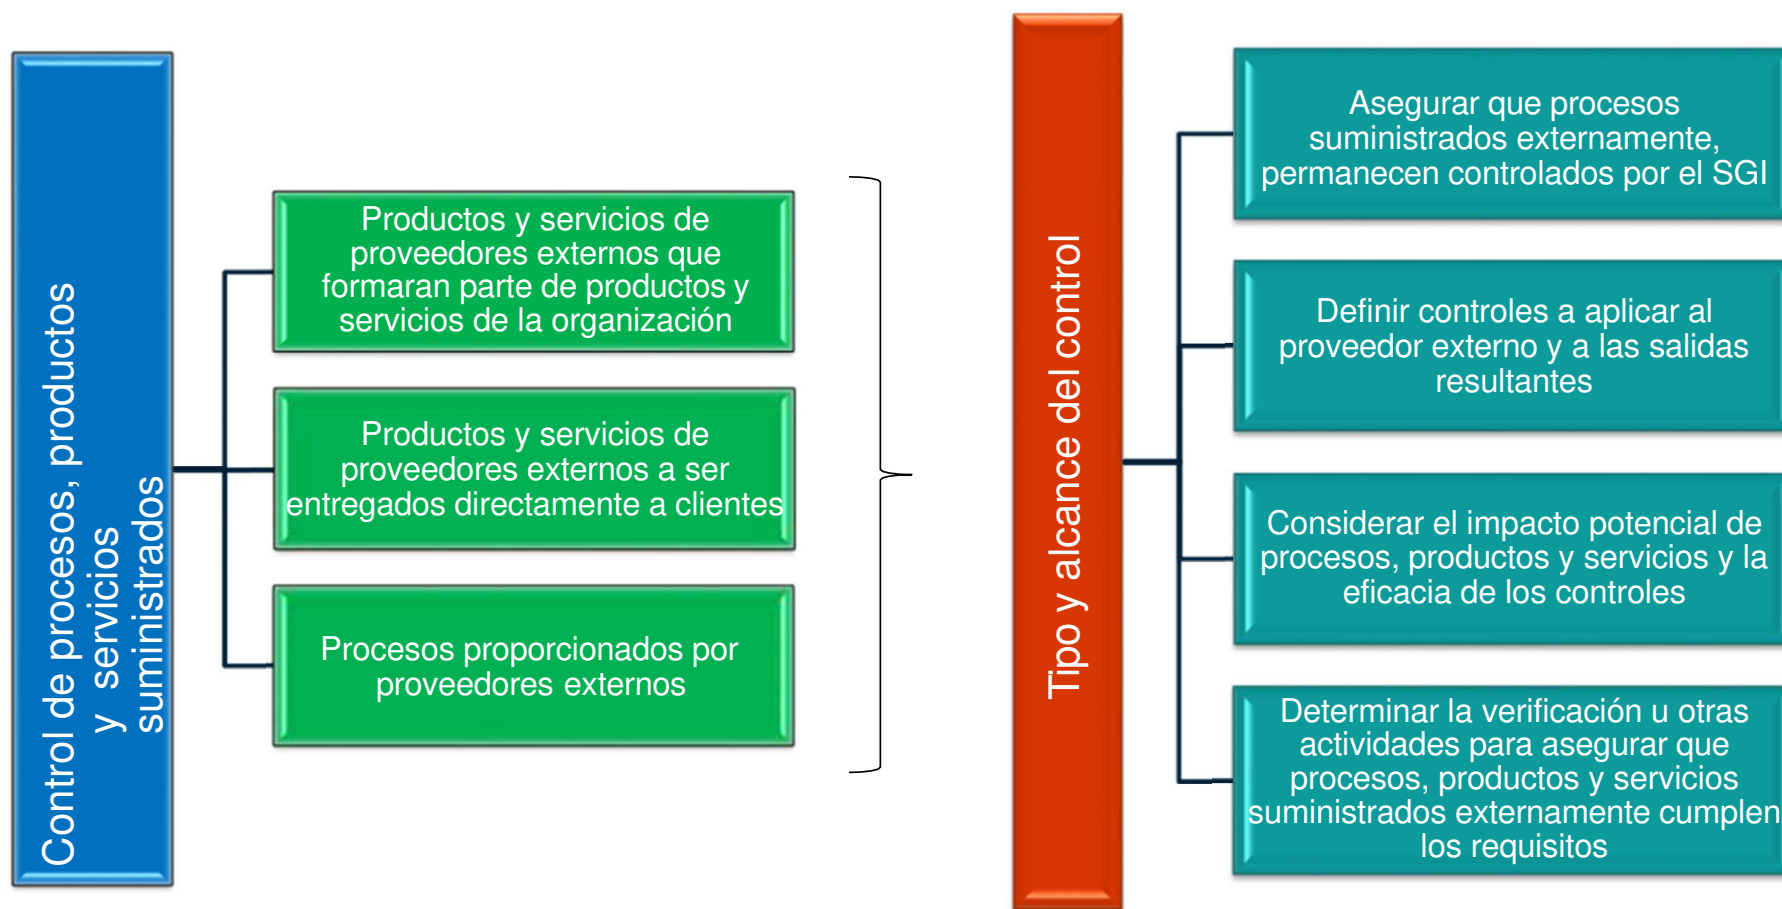 Control de procesos, productos
y servicios
suministrados
Productos y servicios de
proveedores externos que
formaran parte de productos y
servicios de la organización
Productos y servicios de
proveedores externos a ser
entregados directamente a clientes
Procesos proporcionados por
proveedores externos
Tipo y alcance del control
Asegurar que procesos
suministrados externamente,
permanecen controlados por el SGI
Definir controles a aplicar al
proveedor externo y a las salidas
resultantes
Considerar el impacto potencial de
procesos, productos y servicios y la
eficacia de los controles
Determinar la verificación u otras
actividades para asegurar que
procesos, productos y servicios
suministrados externamente cumplen
los requisitos